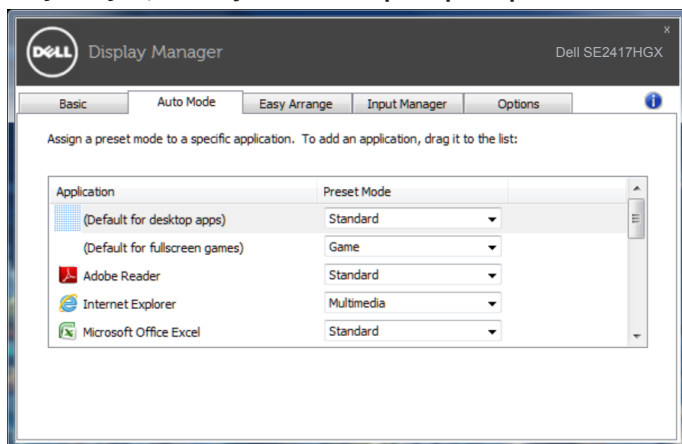 DELL Display Manager
x
Dell SE2417HGX
Basic Auto Mode Easy Arrange Input Manager Options
Assign a preset mode to a specific application. To add an application, drag it to the list:
Application Preset Mode
(Default for desktop apps) Standard
(Default for fullscreen games) Game
Adobe Reader Standard
Internet Explorer Multimedia
Microsoft Office Excel Standard